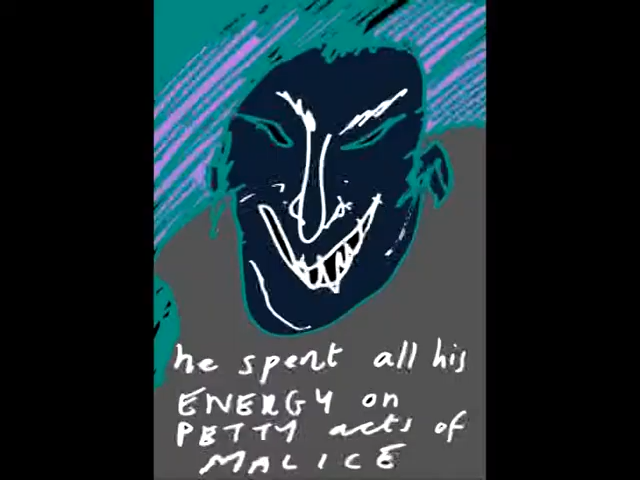 he spent all his
ENERGY on
PETTY acts of
MALICE